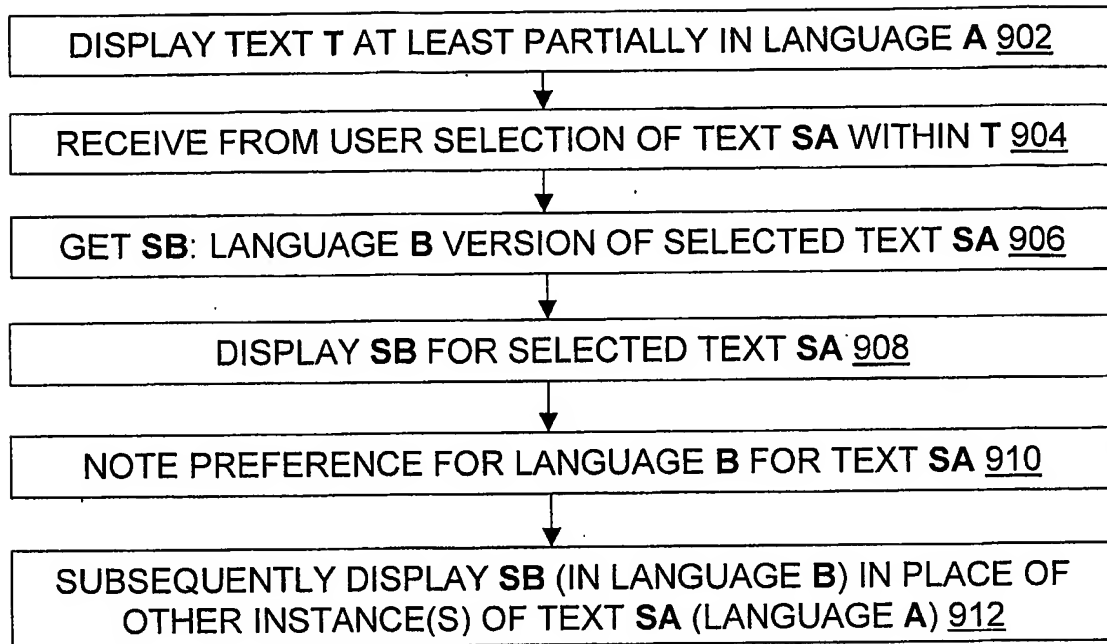 DISPLAY TEXT T AT LEAST PARTIALLY IN LANGUAGE A 902
RECEIVE FROM USER SELECTION OF TEXT SA WITHIN T 904
GET SB: LANGUAGE B VERSION OF SELECTED TEXT SA 906
DISPLAY SB FOR SELECTED TEXT SA 908
NOTE PREFERENCE FOR LANGUAGE B FOR TEXT SA 910
SUBSEQUENTLY DISPLAY SB (IN LANGUAGE B) IN PLACE OF
OTHER INSTANCE(S) OF TEXT SA (LANGUAGE A) 912